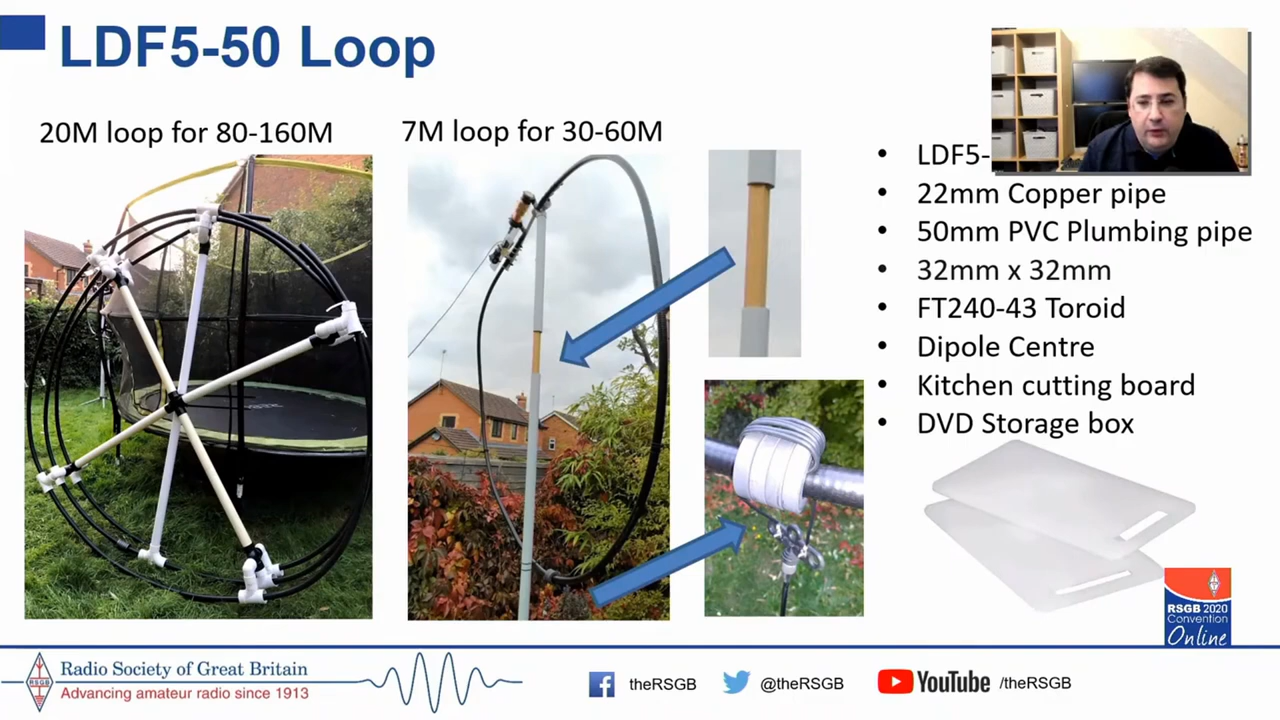 LDF5-50 Loop
20M loop for 80-160M
7M loop for 30-60M
• LDF5-
• 22mm Copper pipe
• 50mm PVC Plumbing pipe
• 32mm x 32mm
• FT240-43 Toroid
• Dipole Centre
• Kitchen cutting board
• DVD Storage box
RSGB 2020
Convention
Online
RSGB
Radio Society of Great Britain
Advancing amateur radio since 1913
theRSGB
@theRSGB
YouTube /theRSGB